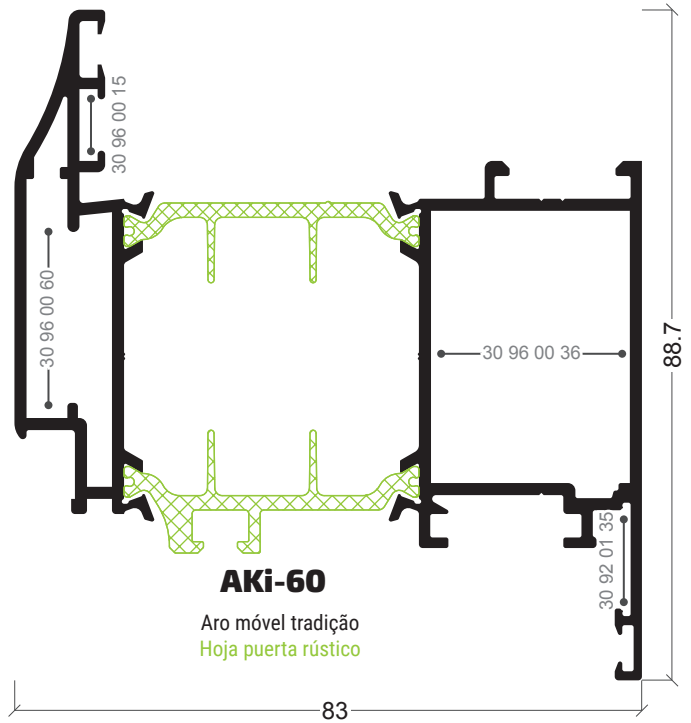 30 96 00 15
30 96 00 60
30 96 00 36
88.7
30 92 01 35
AKi-60
Aro móvel tradição
Hoja puerta rústico
83